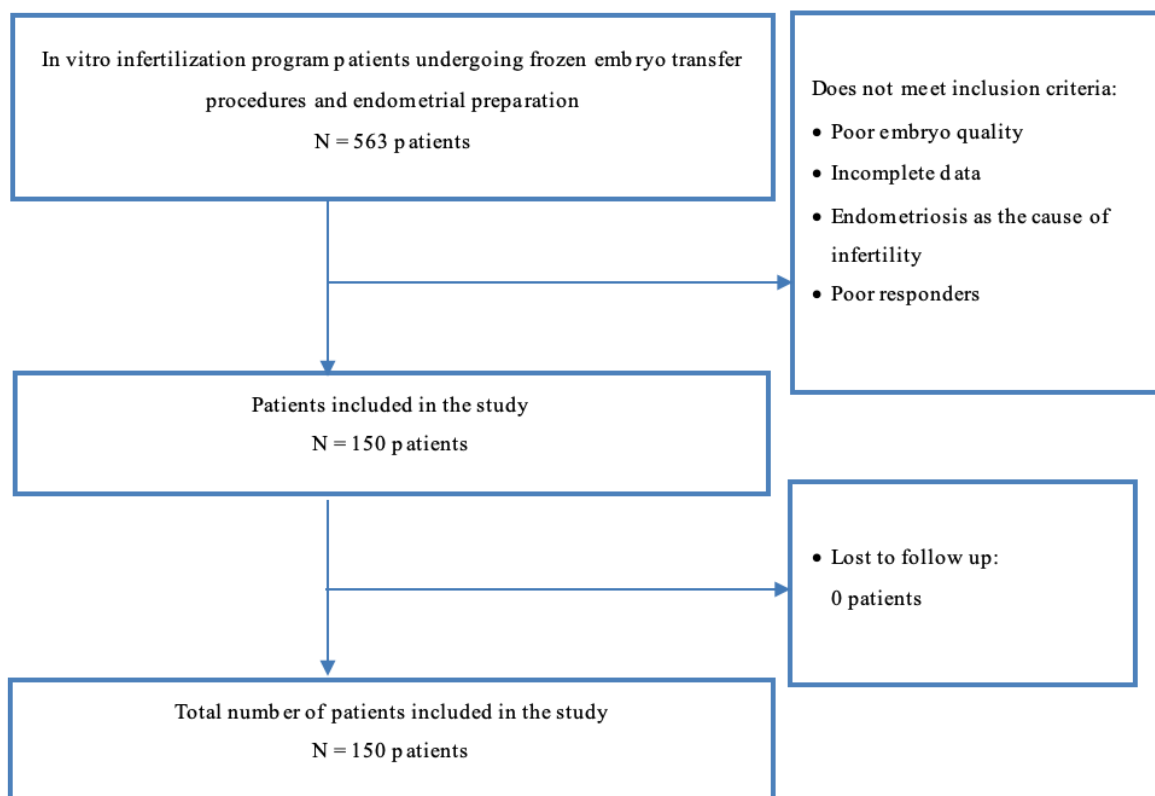 In vitro infertilization program patients undergoing frozen embryo transfer
procedures and endometrial preparation
N = 563 patients
Does not meet inclusion criteria:
• Poor embryo quality
• Incomplete data
• Endometriosis as the cause of
infertility
• Poor responders
Patients included in the study
N = 150 patients
• Lost to follow up:
0 patients
Total number of patients included in the study
N = 150 patients